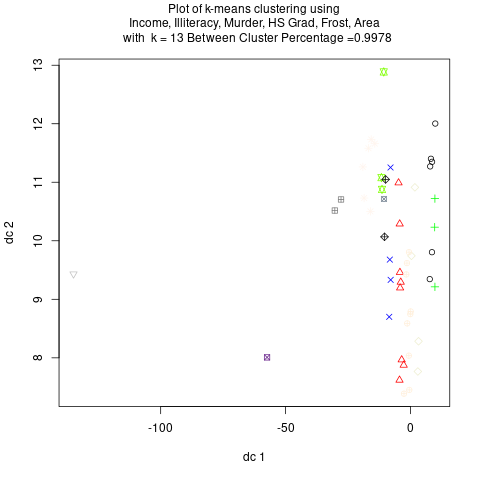 Plot of k-means clustering using
Income, Illiteracy, Murder, HS Grad, Frost, Area
with k = 13 Between Cluster Percentage =0.9978
13
12
11
10
9
8
dc 2
-100
-50
0
dc 1